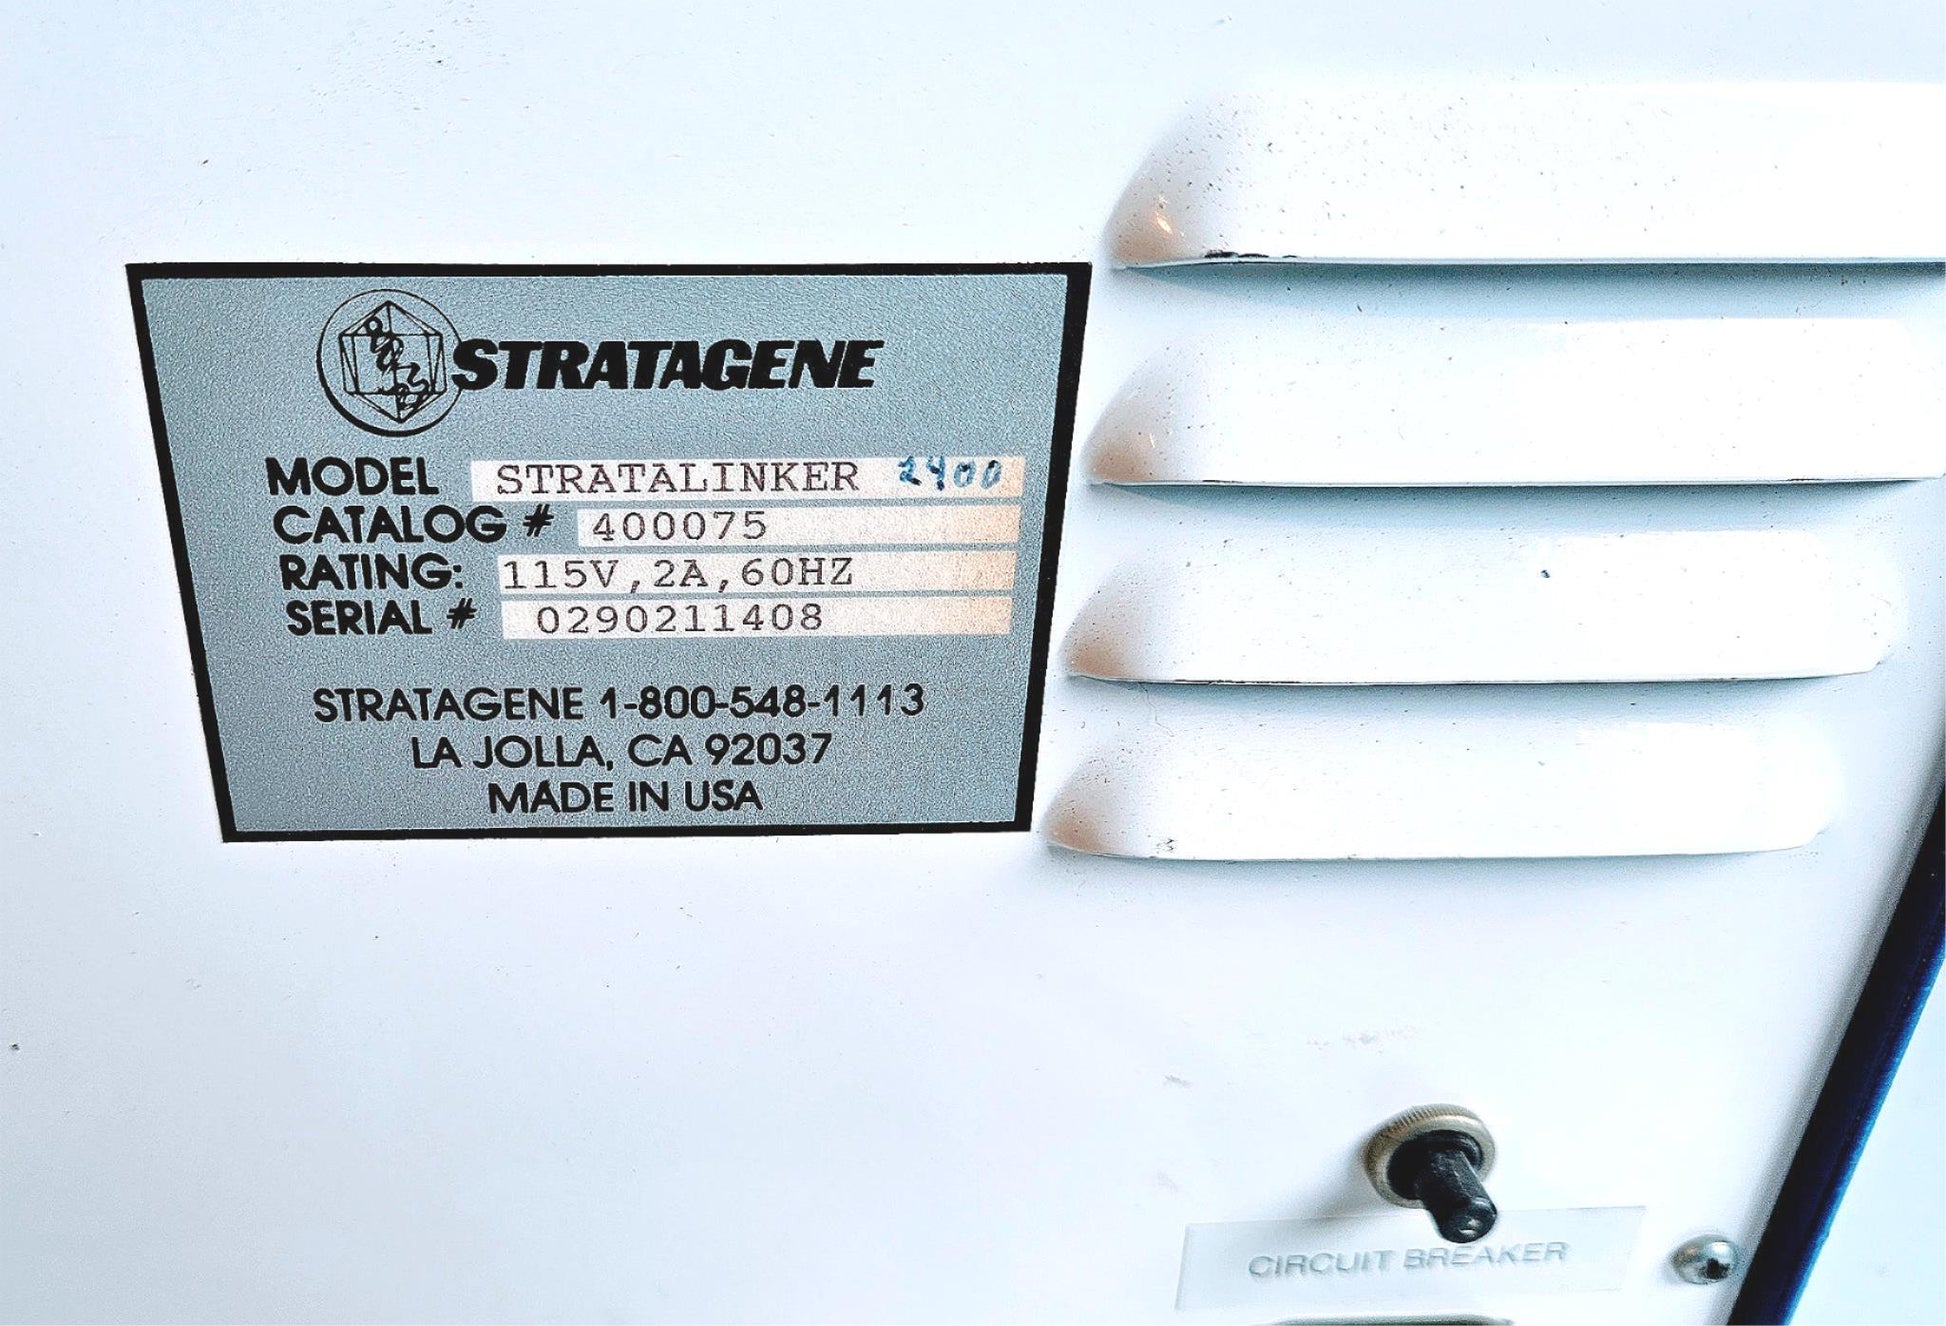 STRATAGENE
MODEL STRATALINKER 2400
CATALOG # 400075
RATING: 115V,2A,60HZ
SERIAL # 0290211408
STRATAGENE 1-800-548-1113
LA JOLLA, CA 92037
MADE IN USA
CIRCUIT BREAKER